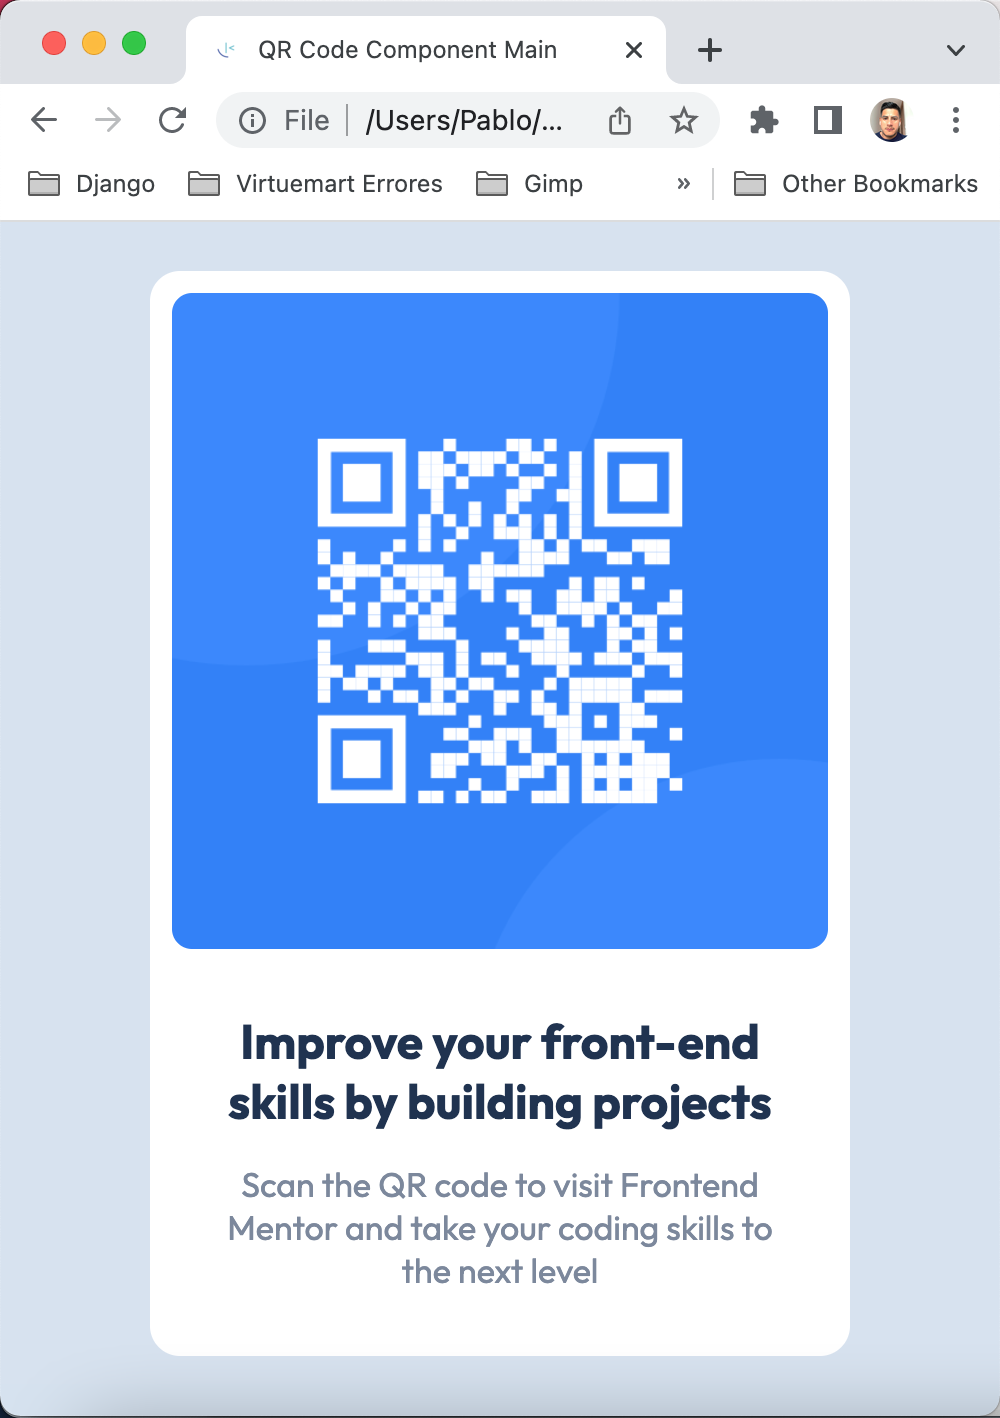 QR Code Component Main
File /Users/Pablo/...
Django Virtuemart Errores Gimp » Other Bookmarks
Improve your front-end
skills by building projects
Scan the QR code to visit Frontend
Mentor and take your coding skills to
the next level